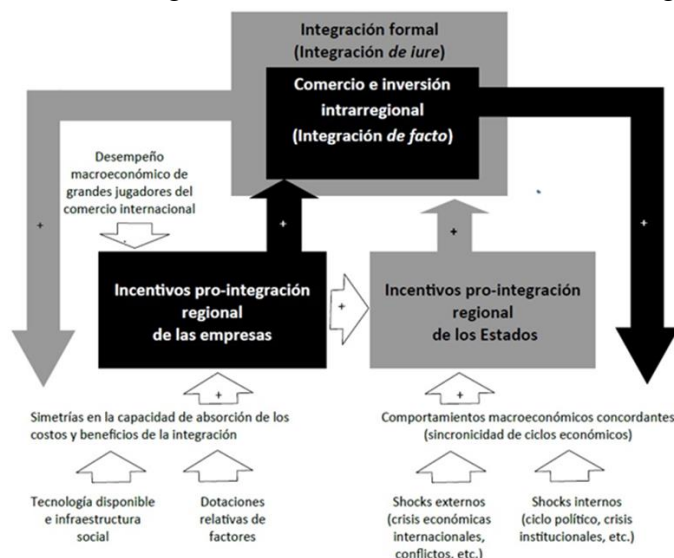 Integración formal
(Integración de iure)
Comercio e inversión
intrarregional
(Integración de facto)
Desempeño
macroeconómico de
grandes jugadores del
comercio internacional
+
+
+
+
Incentivos pro-integración
regional
de las empresas
+
Incentivos pro-integración
regional
de los Estados
+
+
Simetrías en la capacidad de absorción de los
costos y beneficios de la integración
Comportamientos macroeconómicos concordantes
(sincronicidad de ciclos económicos)
Tecnología disponible
e infraestructura
social
Dotaciones
relativas de
factores
Shocks externos
(crisis económicas
internacionales,
conflictos, etc.)
Shocks internos
(ciclo político, crisis
institucionales, etc.)